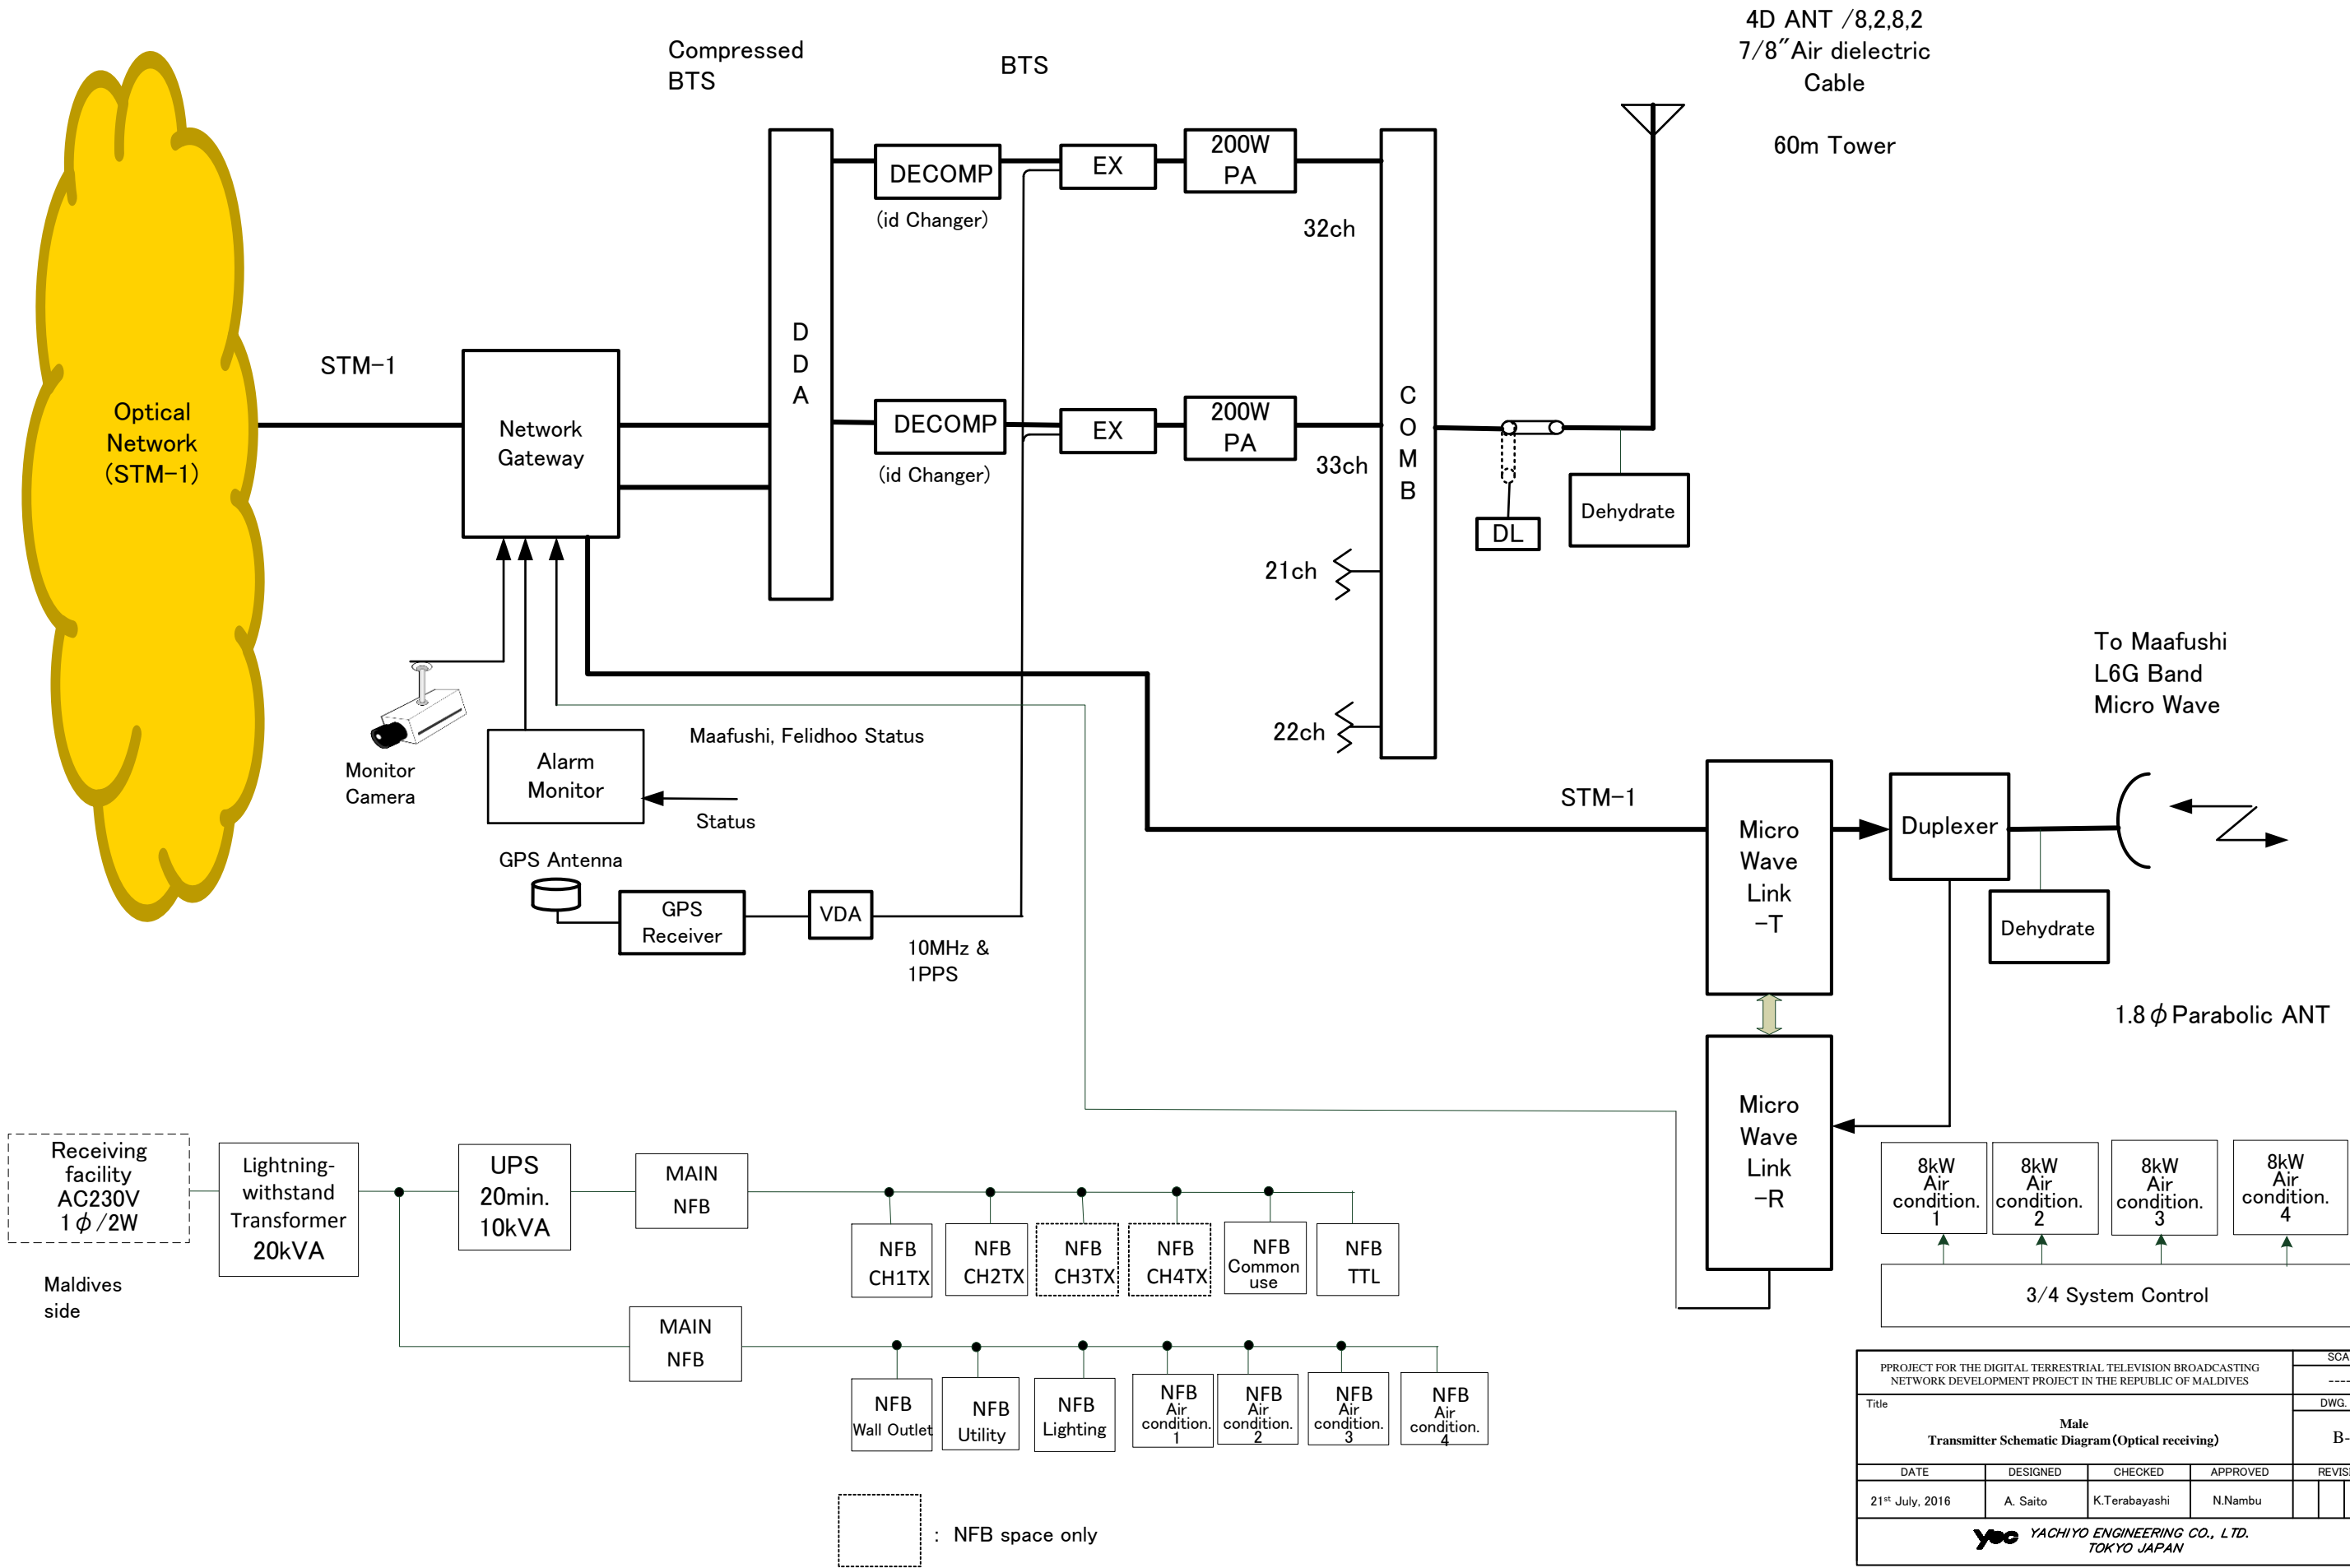 4D ANT /8,2,8,2
7/8″Air dielectric
Cable
60m Tower
Compressed
BTS
BTS
DECOMP
(id Changer)
EX
200W
PA
32ch
D
D
A
STM-1
Optical
Network
(STM-1)
Network
Gateway
DECOMP
(id Changer)
EX
200W
PA
33ch
C
O
M
B
DL
Dehydrate
21ch
22ch
To Maafushi
L6G Band
Micro Wave
Monitor
Camera
Alarm
Monitor
Maafushi, Felidhoo Status
Status
STM-1
Micro
Wave
Link
-T
Duplexer
Dehydrate
GPS Antenna
GPS
Receiver
VDA
10MHz &
1PPS
1.8φParabolic ANT
Micro
Wave
Link
-R
Receiving
facility
AC230V
1φ/2W
Maldives
side
Lightning-
withstand
Transformer
20kVA
UPS
20min.
10kVA
MAIN
NFB
NFB
CH1TX
NFB
CH2TX
NFB
CH3TX
NFB
CH4TX
NFB
Common
use
NFB
TTL
MAIN
NFB
NFB
Wall Outlet
NFB
Utility
NFB
Lighting
NFB
Air
condition.
1
NFB
Air
condition.
2
NFB
Air
condition.
3
NFB
Air
condition.
4
8kW
Air
condition.
1
8kW
Air
condition.
2
8kW
Air
condition.
3
8kW
Air
condition.
4
3/4 System Control
: NFB space only
PPROJECT FOR THE DIGITAL TERRESTRIAL TELEVISION BROADCASTING
NETWORK DEVELOPMENT PROJECT IN THE REPUBLIC OF MALDIVES
SCA
----
Title
Male
Transmitter Schematic Diagram(Optical receiving)
DWG.
B-
DATE DESIGNED CHECKED APPROVED REVIS
21st July, 2016 A. Saito K.Terabayashi N.Nambu
yec YACHIYO ENGINEERING CO., LTD.
TOKYO JAPAN